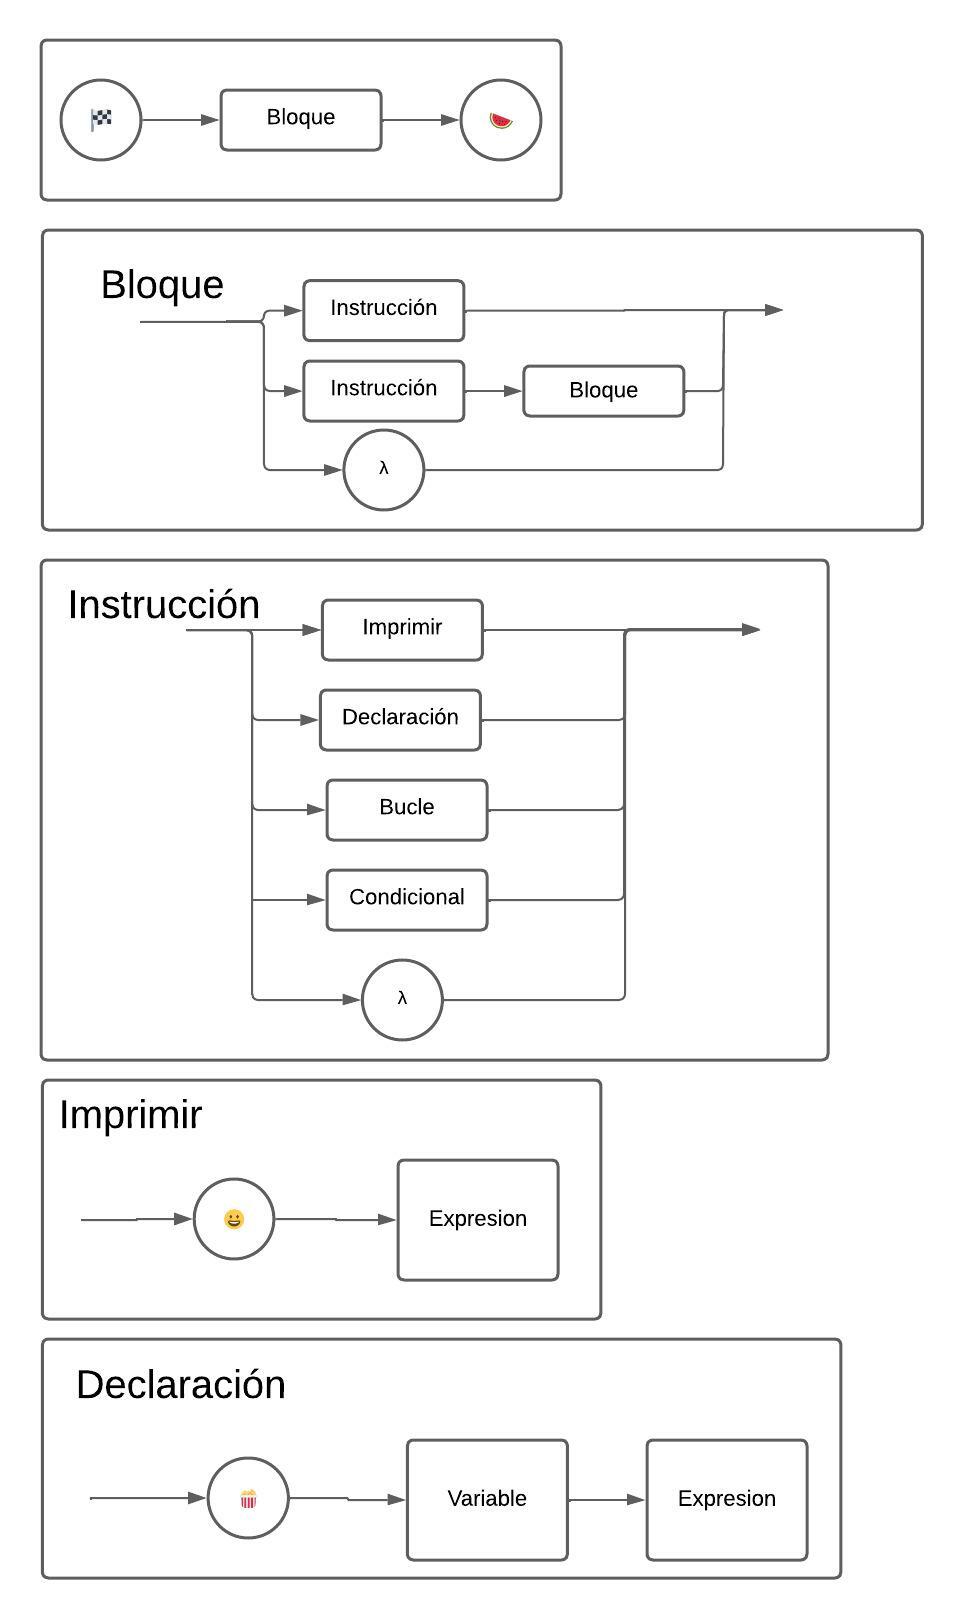 🏁 Bloque 🍉
Bloque
Instrucción
Instrucción Bloque
λ
Instrucción
Imprimir
Declaración
Bucle
Condicional
λ
Imprimir
😀 Expresion
Declaración
🍿 Variable Expresion